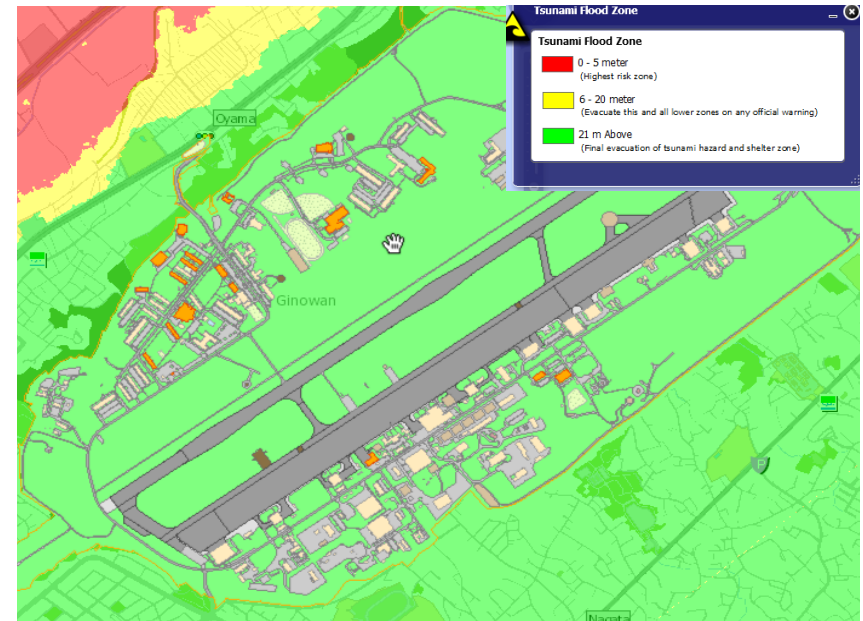 Tsunami Flood Zone
Tsunami Flood Zone
0 - 5 meter
(Highest risk zone)
6 - 20 meter
(Evacuate this and all lower zones on any official warning)
21 m Above
(Final evacuation of tsunami hazard and shelter zone)
Oyama
Ginowan
P
Nagata